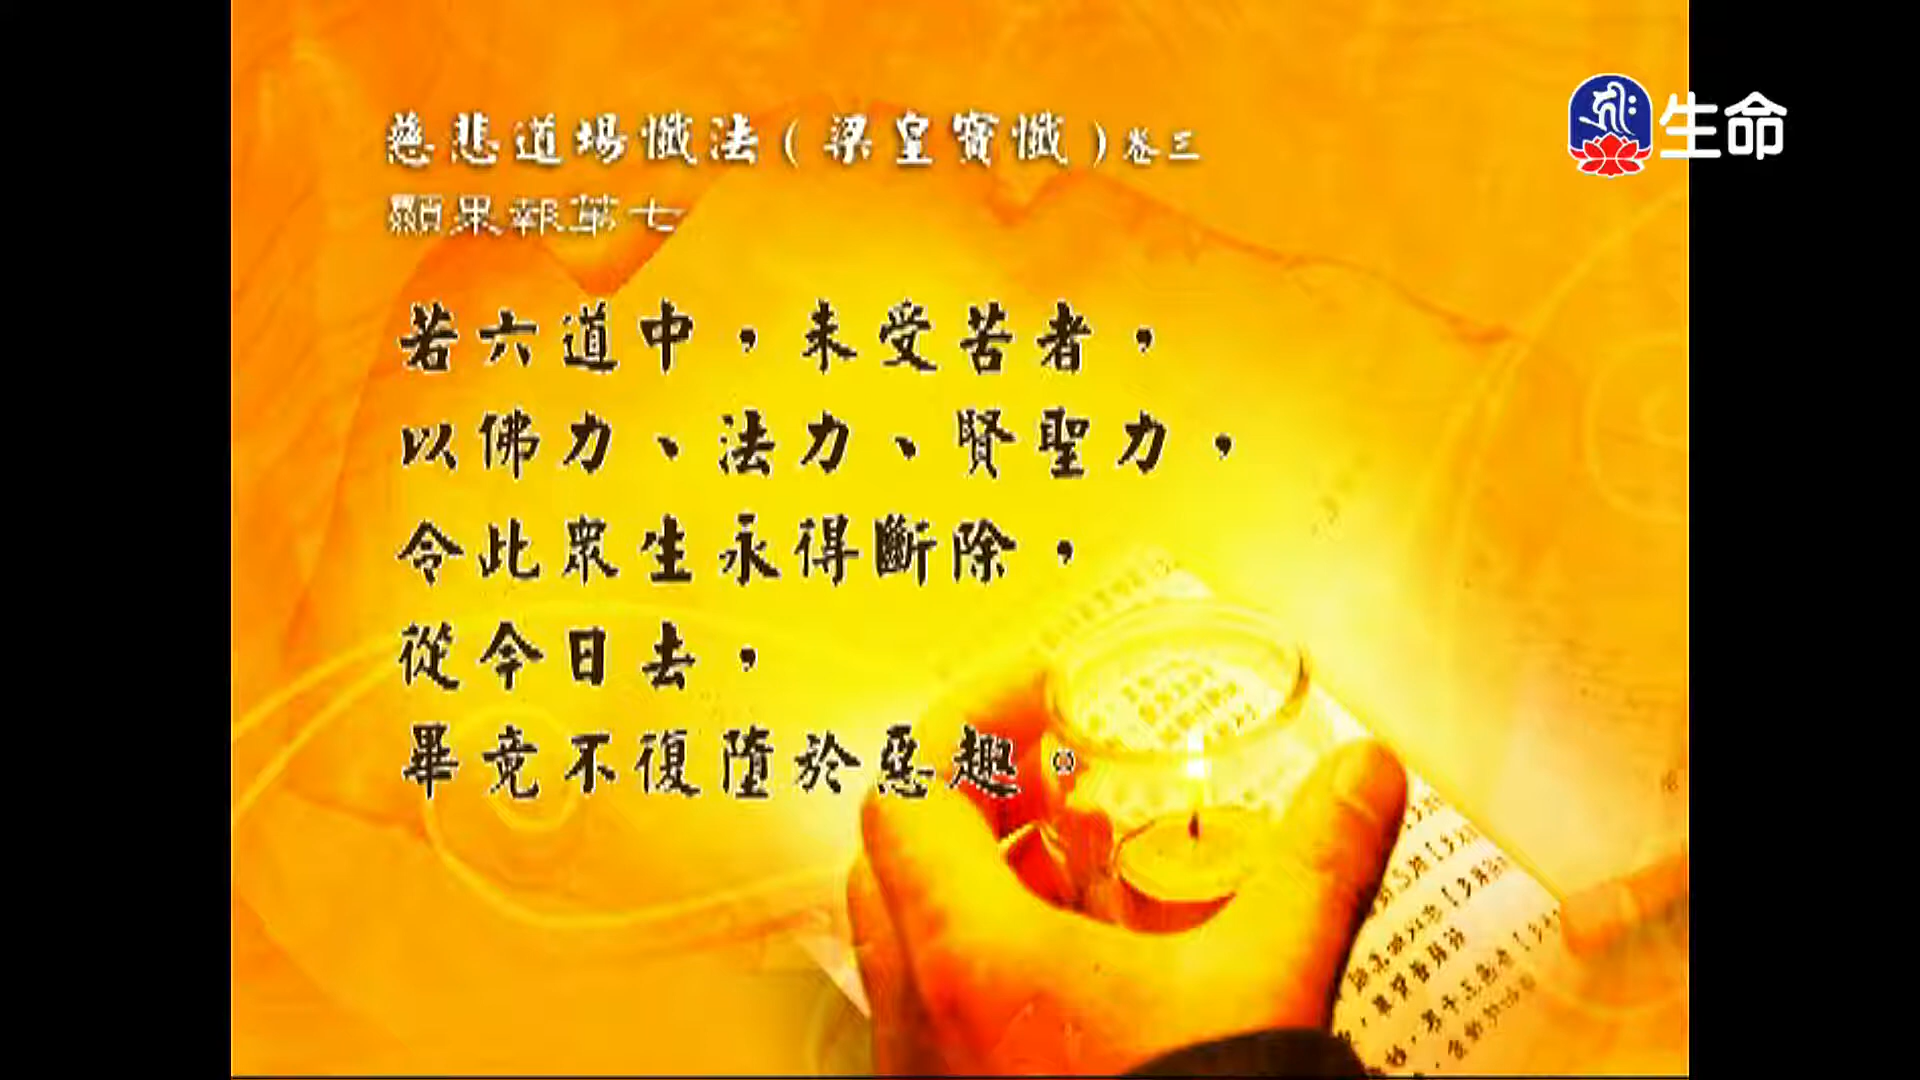 慈悲道場懺法（梁皇寶懺）卷三
顯果報第七
生命
若六道中，未受苦者，
以佛力、法力、賢聖力，
令此眾生永得斷除，
從今日去，
畢竟不復墮於惡趣。